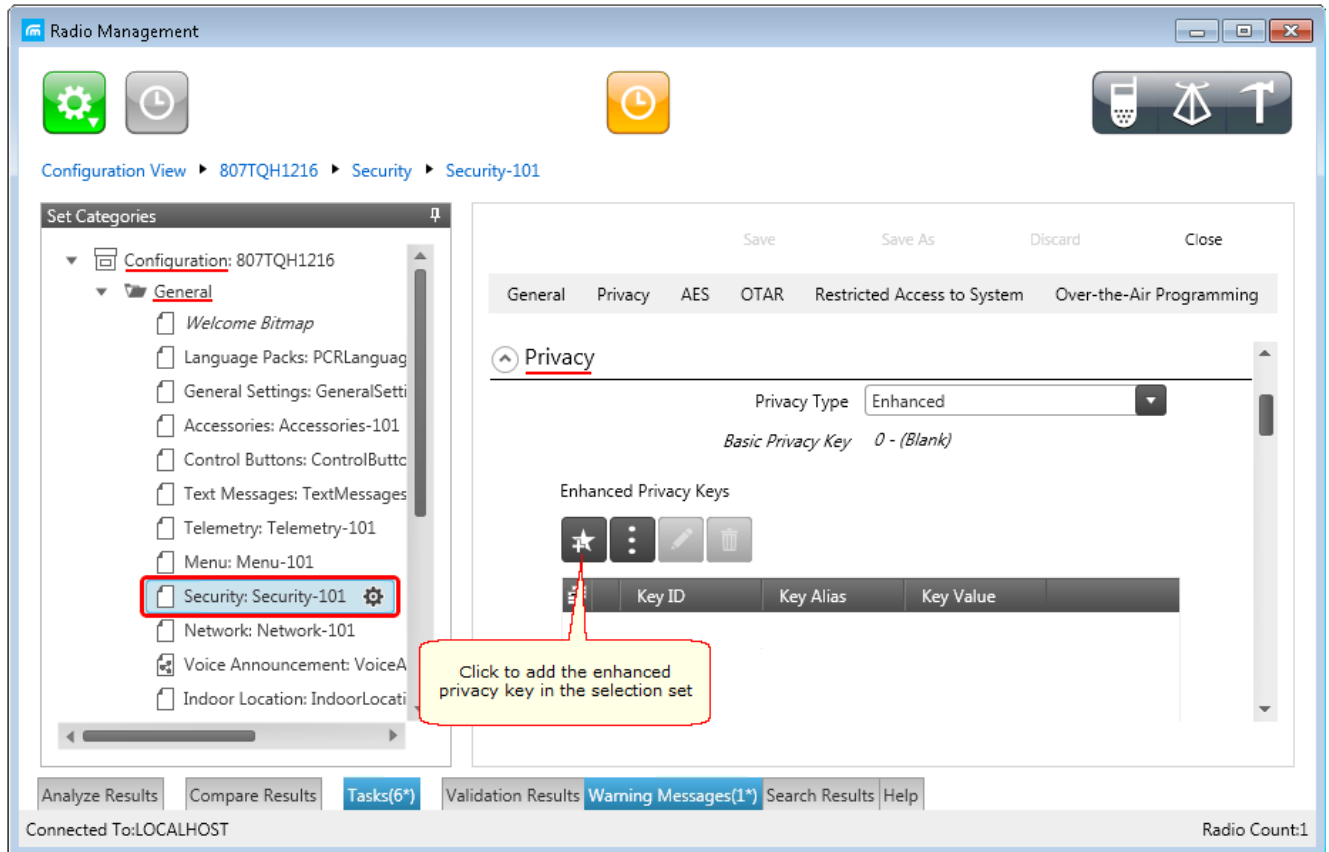 Radio Management
Configuration View 807TQH1216 Security Security-101
Set Categories
Configuration: 807TQH1216
General
Welcome Bitmap
Language Packs: PCRLanguag
General Settings: GeneralSetti
Accessories: Accessories-101
Control Buttons: ControlButtc
Text Messages: TextMessages
Telemetry: Telemetry-101
Menu: Menu-101
Security: Security-101
Network: Network-101
Voice Announcement: VoiceA
Indoor Location: IndoorLocati
Save Save As Discard Close
General Privacy AES OTAR Restricted Access to System Over-the-Air Programming
Privacy
Privacy Type Enhanced
Basic Privacy Key 0 - (Blank)
Enhanced Privacy Keys
Key ID Key Alias Key Value
Click to add the enhanced
privacy key in the selection set
Analyze Results Compare Results Tasks(6*) Validation Results Warning Messages(1*) Search Results Help
Connected To:LOCALHOST Radio Count:1